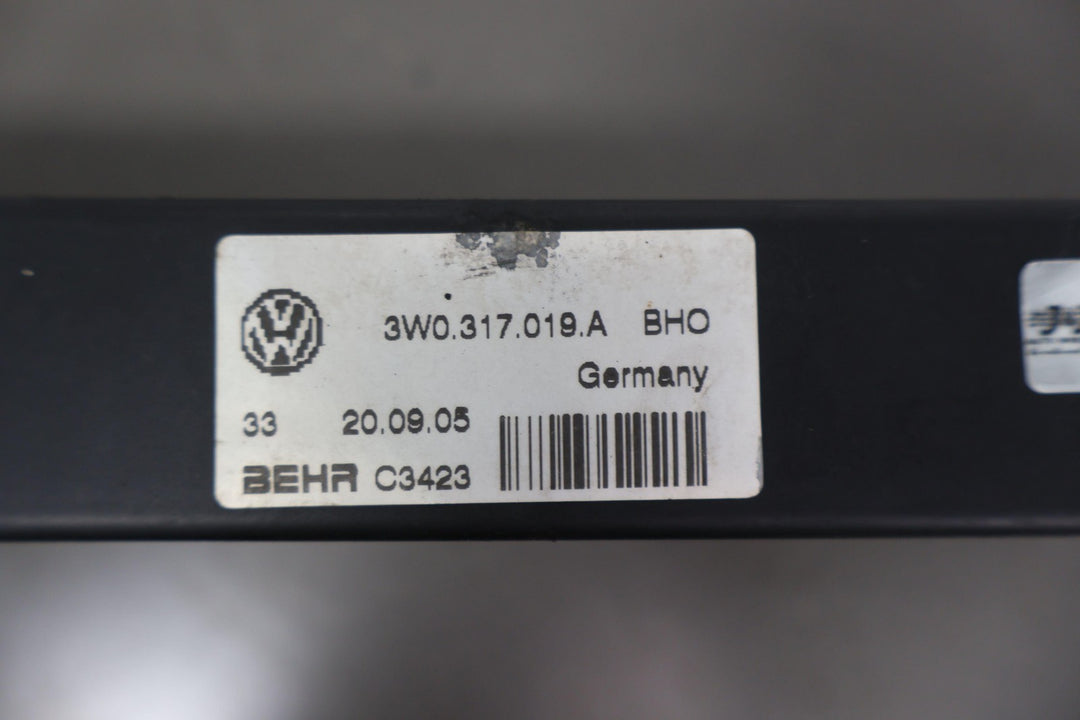 3W0.317.019.A BHO
Germany
33 20.09.05
BEHR C3423